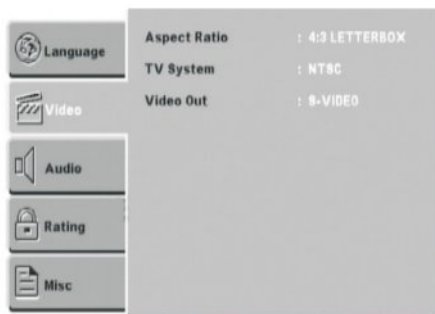 Language
Video
Audio
Rating
Misc
Aspect Ratio : 4:3 LETTERBOX
TV System : NTSC
Video Out : S-VIDEO